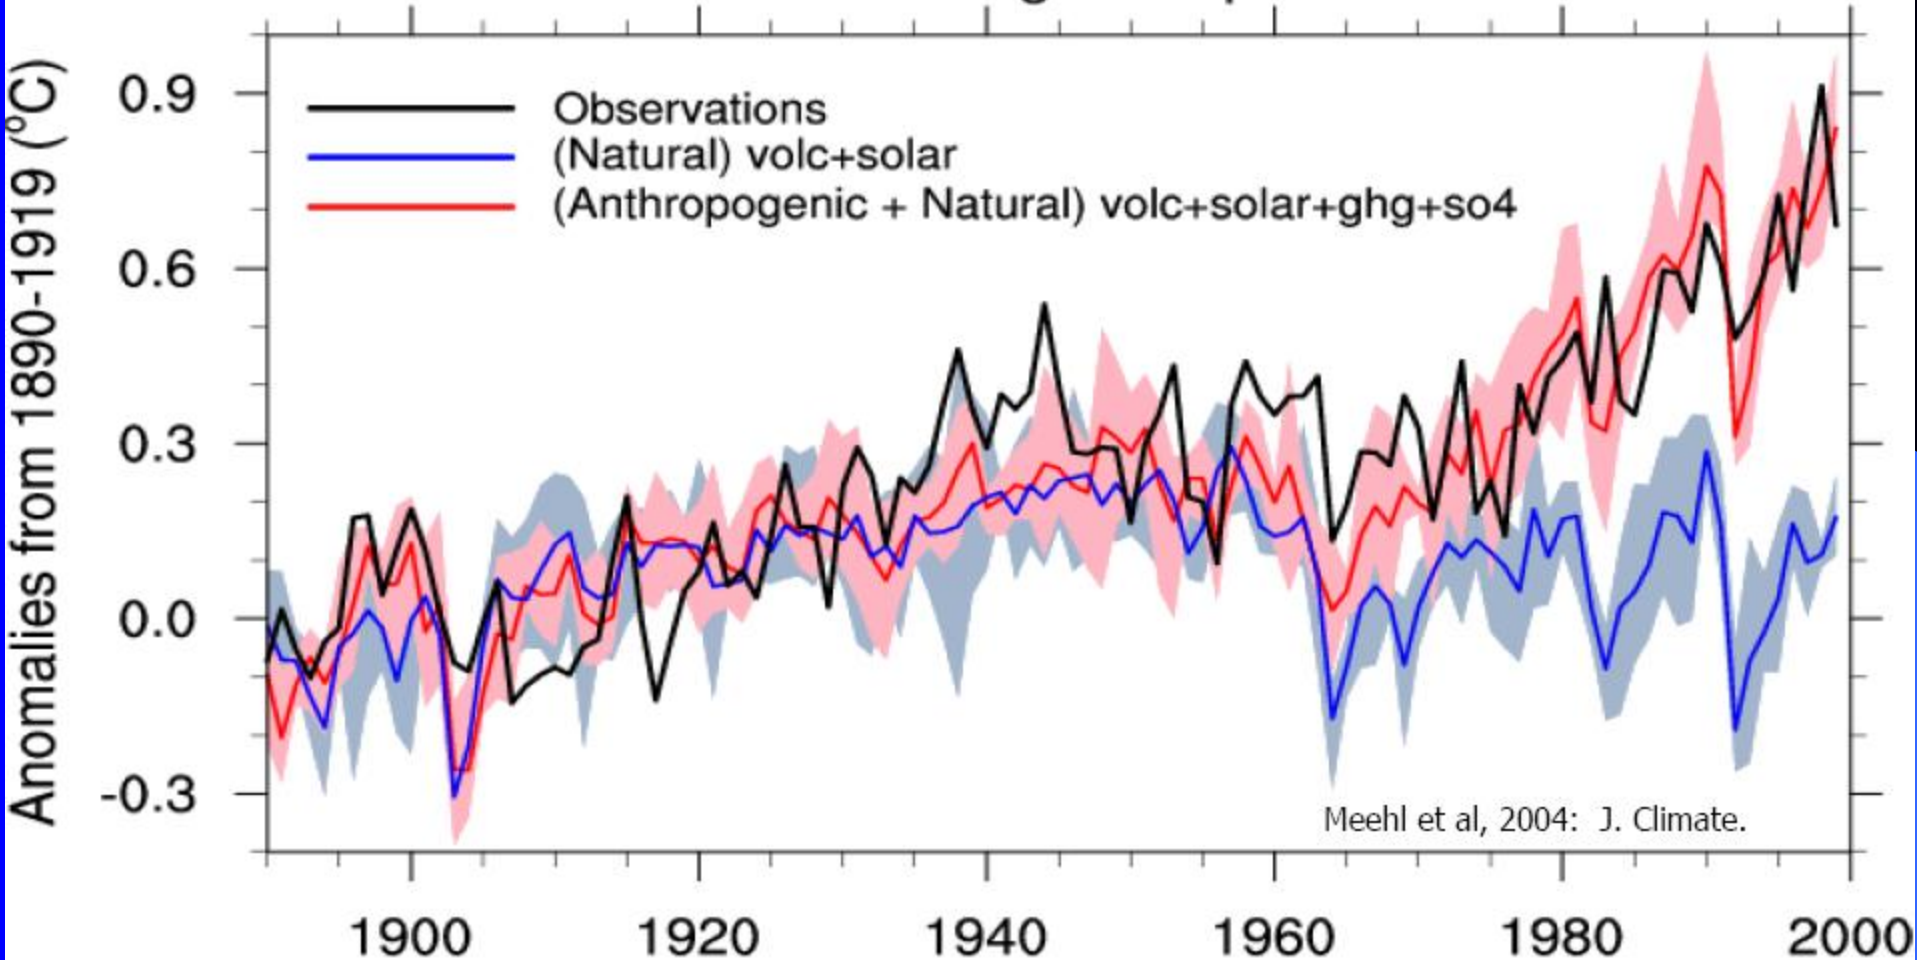 Anomalies from 1890-1919 (°C)
0.9
0.6
0.3
0.0
-0.3
Observations
(Natural) volc+solar
(Anthropogenic + Natural) volc+solar+ghg+so4
Meehl et al, 2004: J. Climate.
1900 1920 1940 1960 1980 2000